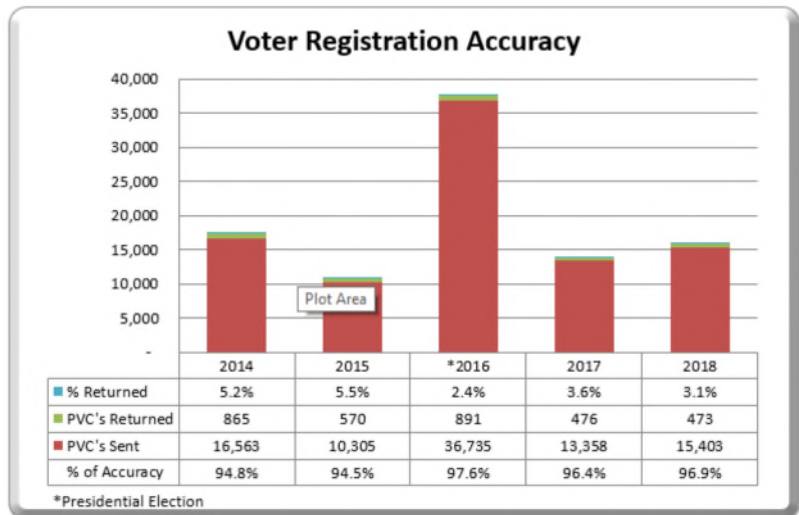 Voter Registration Accuracy
40,000
35,000
30,000
25,000
20,000
15,000
10,000
5,000
-
Plot Area
2014 2015 *2016 2017 2018
% Returned 5.2% 5.5% 2.4% 3.6% 3.1%
PVC's Returned 865 570 891 476 473
PVC's Sent 16,563 10,305 36,735 13,358 15,403
% of Accuracy 94.8% 94.5% 97.6% 96.4% 96.9%
*Presidential Election